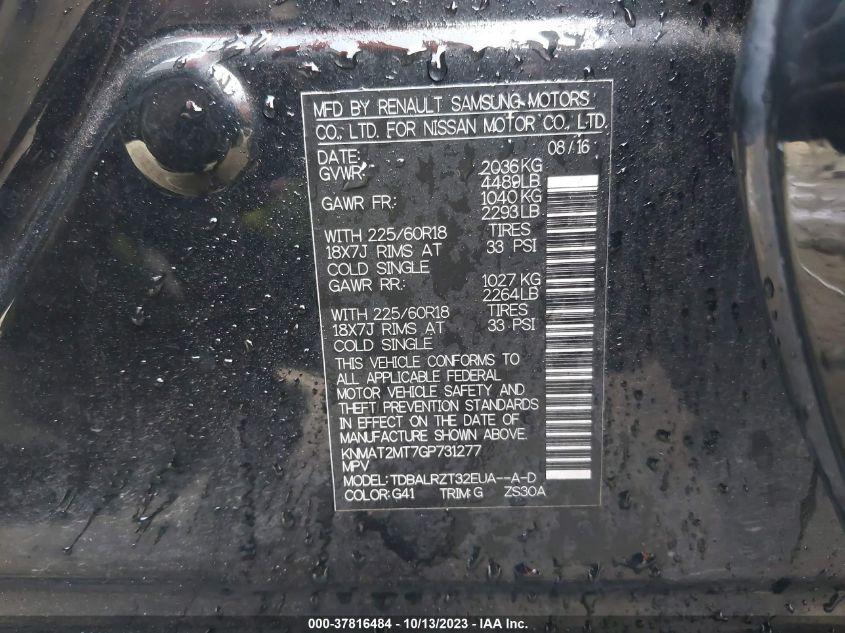 MFD BY RENAULT SAMSUNG MOTORS
CO., LTD. FOR NISSAN MOTOR CO., LTD.
DATE: 08/16
GVWR: 2036KG
4489LB
GAWR FR: 1040 KG
2293LB
WITH 225/60R18 TIRES
18X7J RIMS AT 33 PSI
COLD SINGLE
GAWR RR: 1027 KG
2264LB
WITH 225/60R18 TIRES
18X7J RIMS AT 33 PSI
COLD SINGLE
THIS VEHICLE CONFORMS TO
ALL APPLICABLE FEDERAL
MOTOR VEHICLE SAFETY AND
THEFT PREVENTION STANDARDS
IN EFFECT ON THE DATE OF
MANUFACTURE SHOWN ABOVE.
KNMAT2MT7GP731277
MPV
MODEL: TDBALRZT32EUA--A-D
COLOR: G41 TRIM: G ZS30A
000-37816484 - 10/13/2023 - IAA Inc.